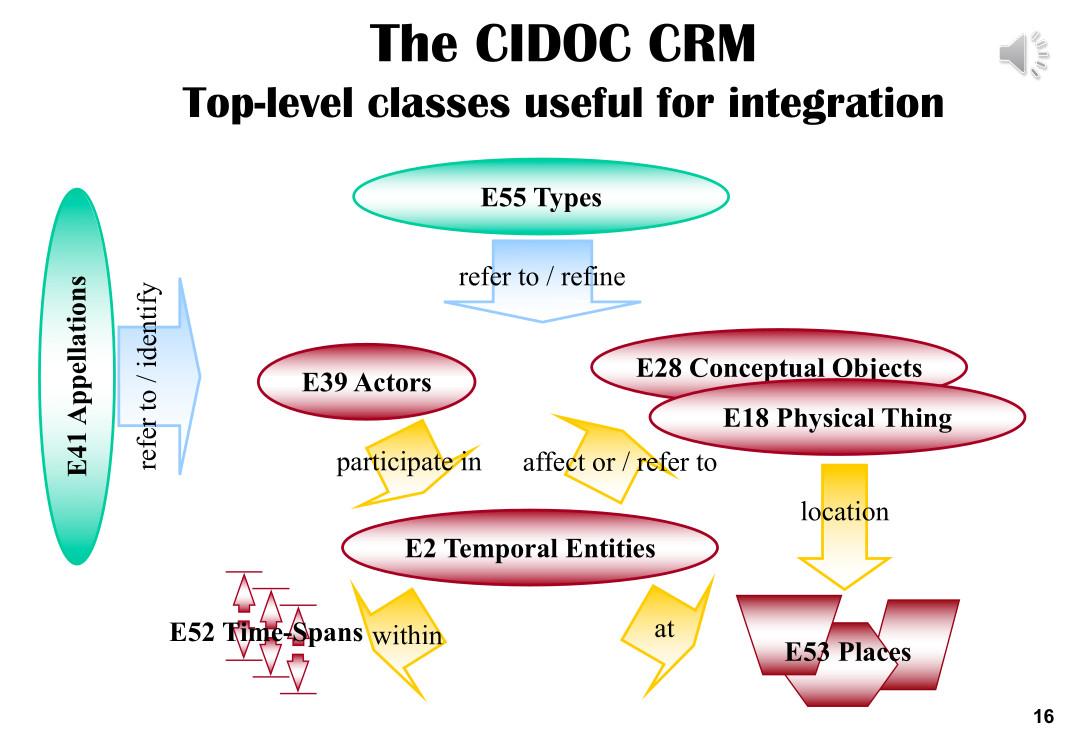 The CIDOC CRM
Top-level classes useful for integration
E55 Types
refer to / refine
E41 Appellations
refer to / identify
E39 Actors
E28 Conceptual Objects
E18 Physical Thing
participate in
affect or / refer to
location
E2 Temporal Entities
E52 Time-Spans
within
at
E53 Places
16